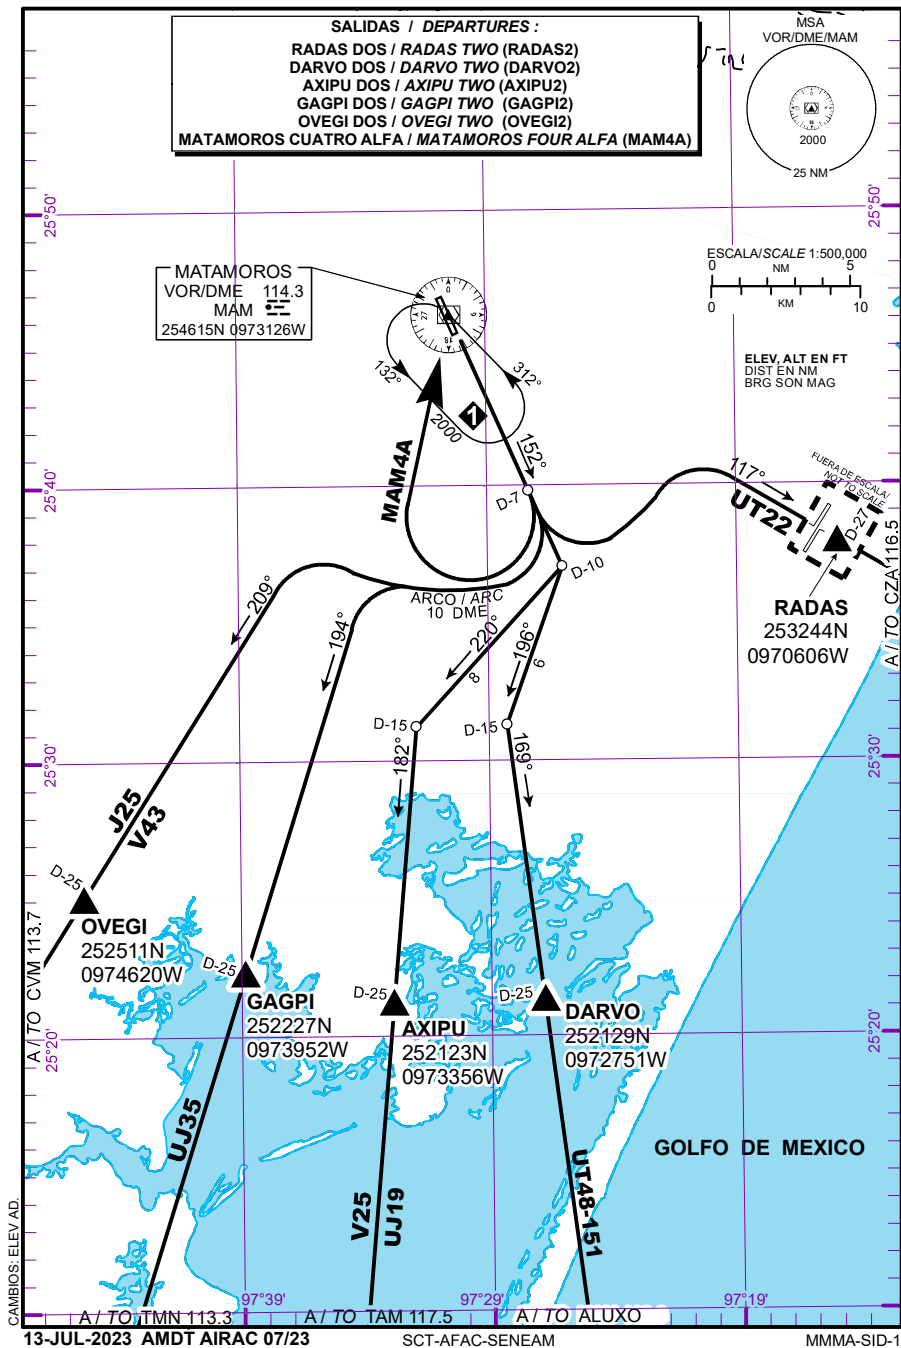 SALIDAS / DEPARTURES :
RADAS DOS / RADAS TWO (RADAS2)
DARVO DOS / DARVO TWO (DARVO2)
AXIPU DOS / AXIPU TWO (AXIPU2)
GAGPI DOS / GAGPI TWO (GAGPI2)
OVEGI DOS / OVEGI TWO (OVEGI2)
MATAMOROS CUATRO ALFA / MATAMOROS FOUR ALFA (MAM4A)
MSA
VOR/DME/MAM
2000
25 NM
25°50'
25°50'
ESCALA/SCALE 1:500,000
0 NM 5
0 KM 10
ELEV, ALT EN FT
DIST EN NM
BRG SON MAG
MATAMOROS
VOR/DME 114.3
MAM
254615N 0973126W
0
6
18
27
132°
312°
2000
1
MAM4A
152°
D-7
25°40'
25°40'
117°
UT22
FUERA DE ESCALA/
NOT TO SCALE
D-27
A / TO CZA 116.5
RADAS
253244N
0970606W
D-10
ARCO / ARC
10 DME
209°
194°
220°
8
196°
6
D-15
D-15
182°
169°
25°30'
25°30'
J25
V43
D-25
OVEGI
252511N
0974620W
A / TO CVM 113.7
D-25
GAGPI
252227N
0973952W
D-25
AXIPU
252123N
0973356W
D-25
DARVO
252129N
0972751W
25°20'
25°20'
UJ35
V25
UJ19
UT48-151
GOLFO DE MEXICO
97°39'
97°29'
97°19'
A / TO TMN 113.3
A / TO TAM 117.5
A / TO ALUXO
CAMBIOS: ELEV AD.
13-JUL-2023 AMDT AIRAC 07/23
SCT-AFAC-SENEAM
MMMA-SID-1